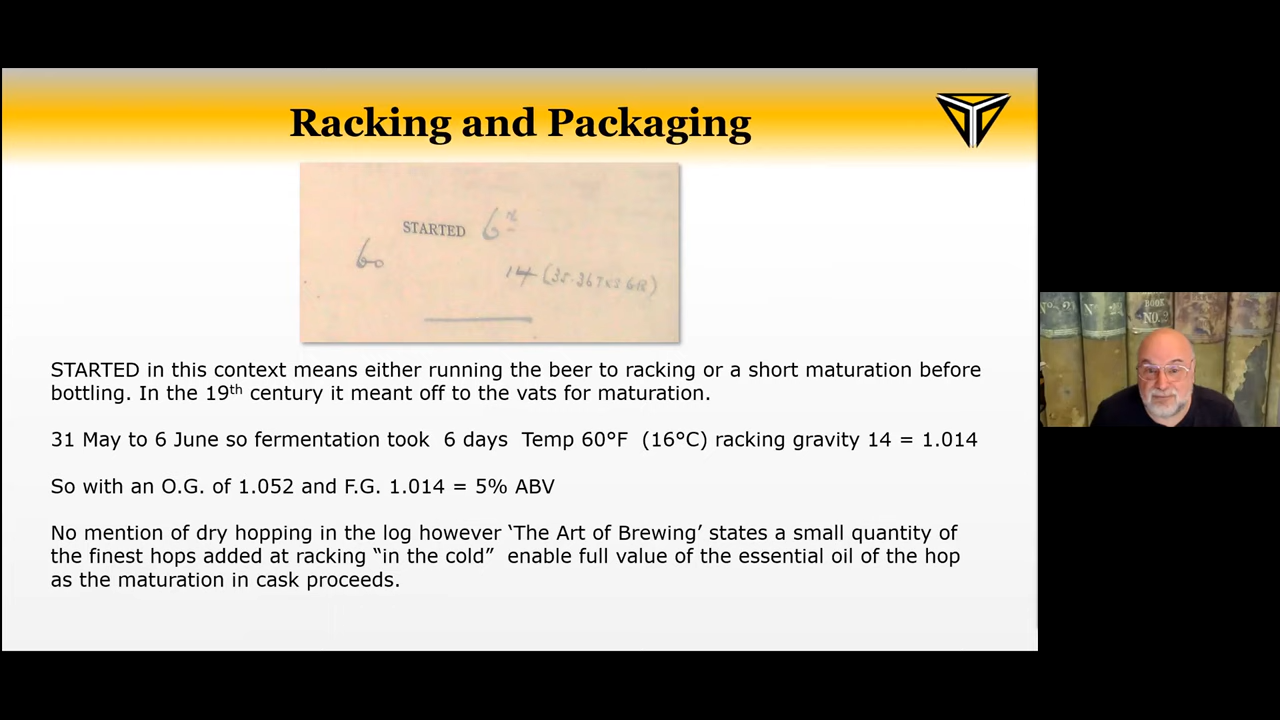 Racking and Packaging
STARTED 6th
60
14
STARTED in this context means either running the beer to racking or a short maturation before
bottling. In the 19th century it meant off to the vats for maturation.
31 May to 6 June so fermentation took 6 days Temp 60°F (16°C) racking gravity 14 = 1.014
So with an O.G. of 1.052 and F.G. 1.014 = 5% ABV
No mention of dry hopping in the log however ‘The Art of Brewing’ states a small quantity of
the finest hops added at racking “in the cold” enable full value of the essential oil of the hop
as the maturation in cask proceeds.
BOOK
NO.